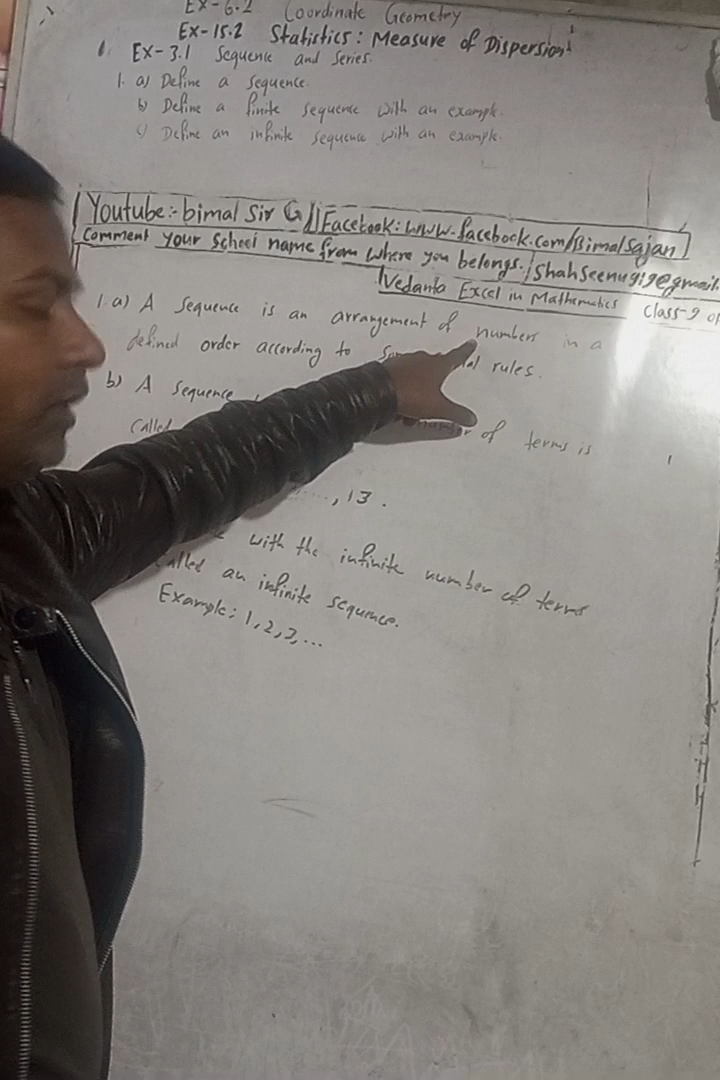 Ex-6.2 Coordinate Geometry
Ex-15.2 Statistics: Measure of Dispersion
1. Ex-3.1 Sequence and Series.
1. a) Define a sequence.
b) Define a finite sequence with an example.
c) Define an infinite sequence with an example.
Youtube:- bimal Sir G || Facebook: www.facebook.com/Bimalsajan
Comment your School name from where you belongs. / shahseenu9i9@gmail.
Vedanta Excel in Mathematics Class-9
1. a) A sequence is an arrangement of numbers in a
defined order according to rules.
b) A sequence
Called number of terms is
..., 13.
with the infinite number of terms
called an infinite sequence.
Example: 1, 2, 3, ...